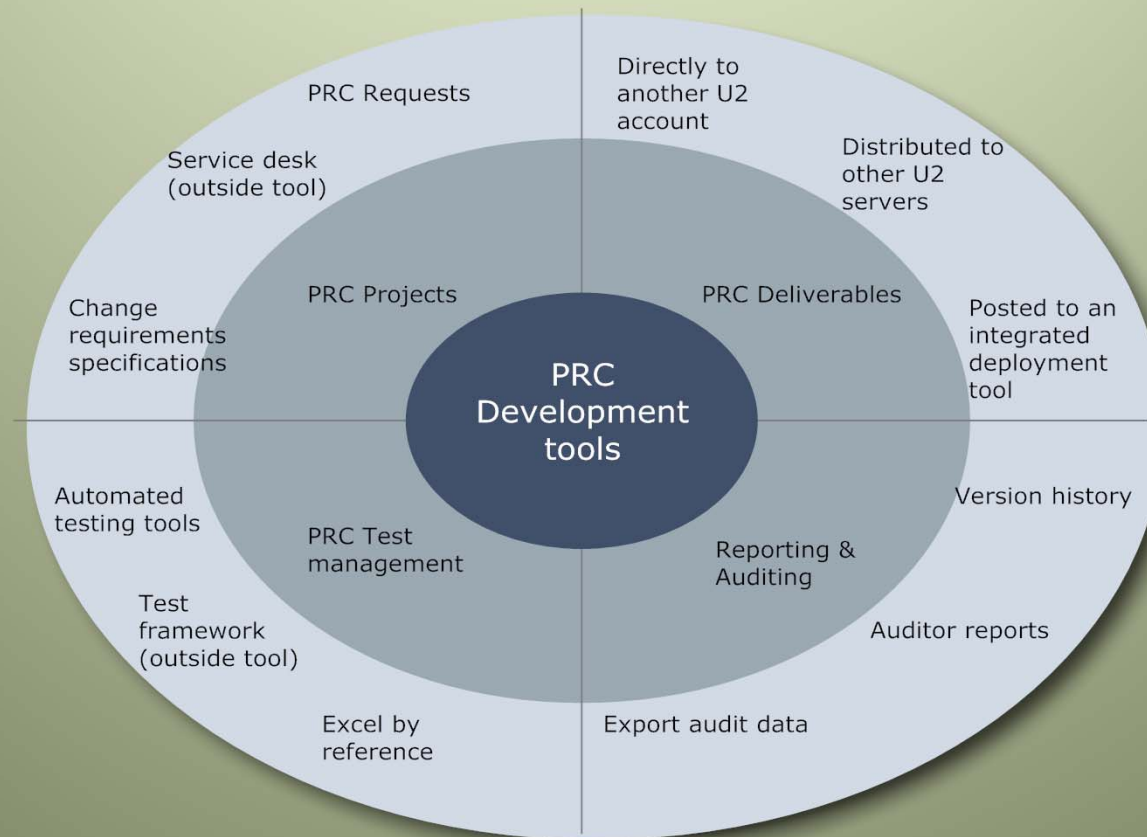 PRC Requests
Service desk
(outside tool)
Change
requirements
specifications
PRC Projects
Directly to
another U2
account
Distributed to
other U2
servers
Posted to an
integrated
deployment
tool
PRC Deliverables
PRC
Development
tools
Automated
testing tools
Test
framework
(outside tool)
Excel by
reference
PRC Test
management
Reporting &
Auditing
Version history
Auditor reports
Export audit data